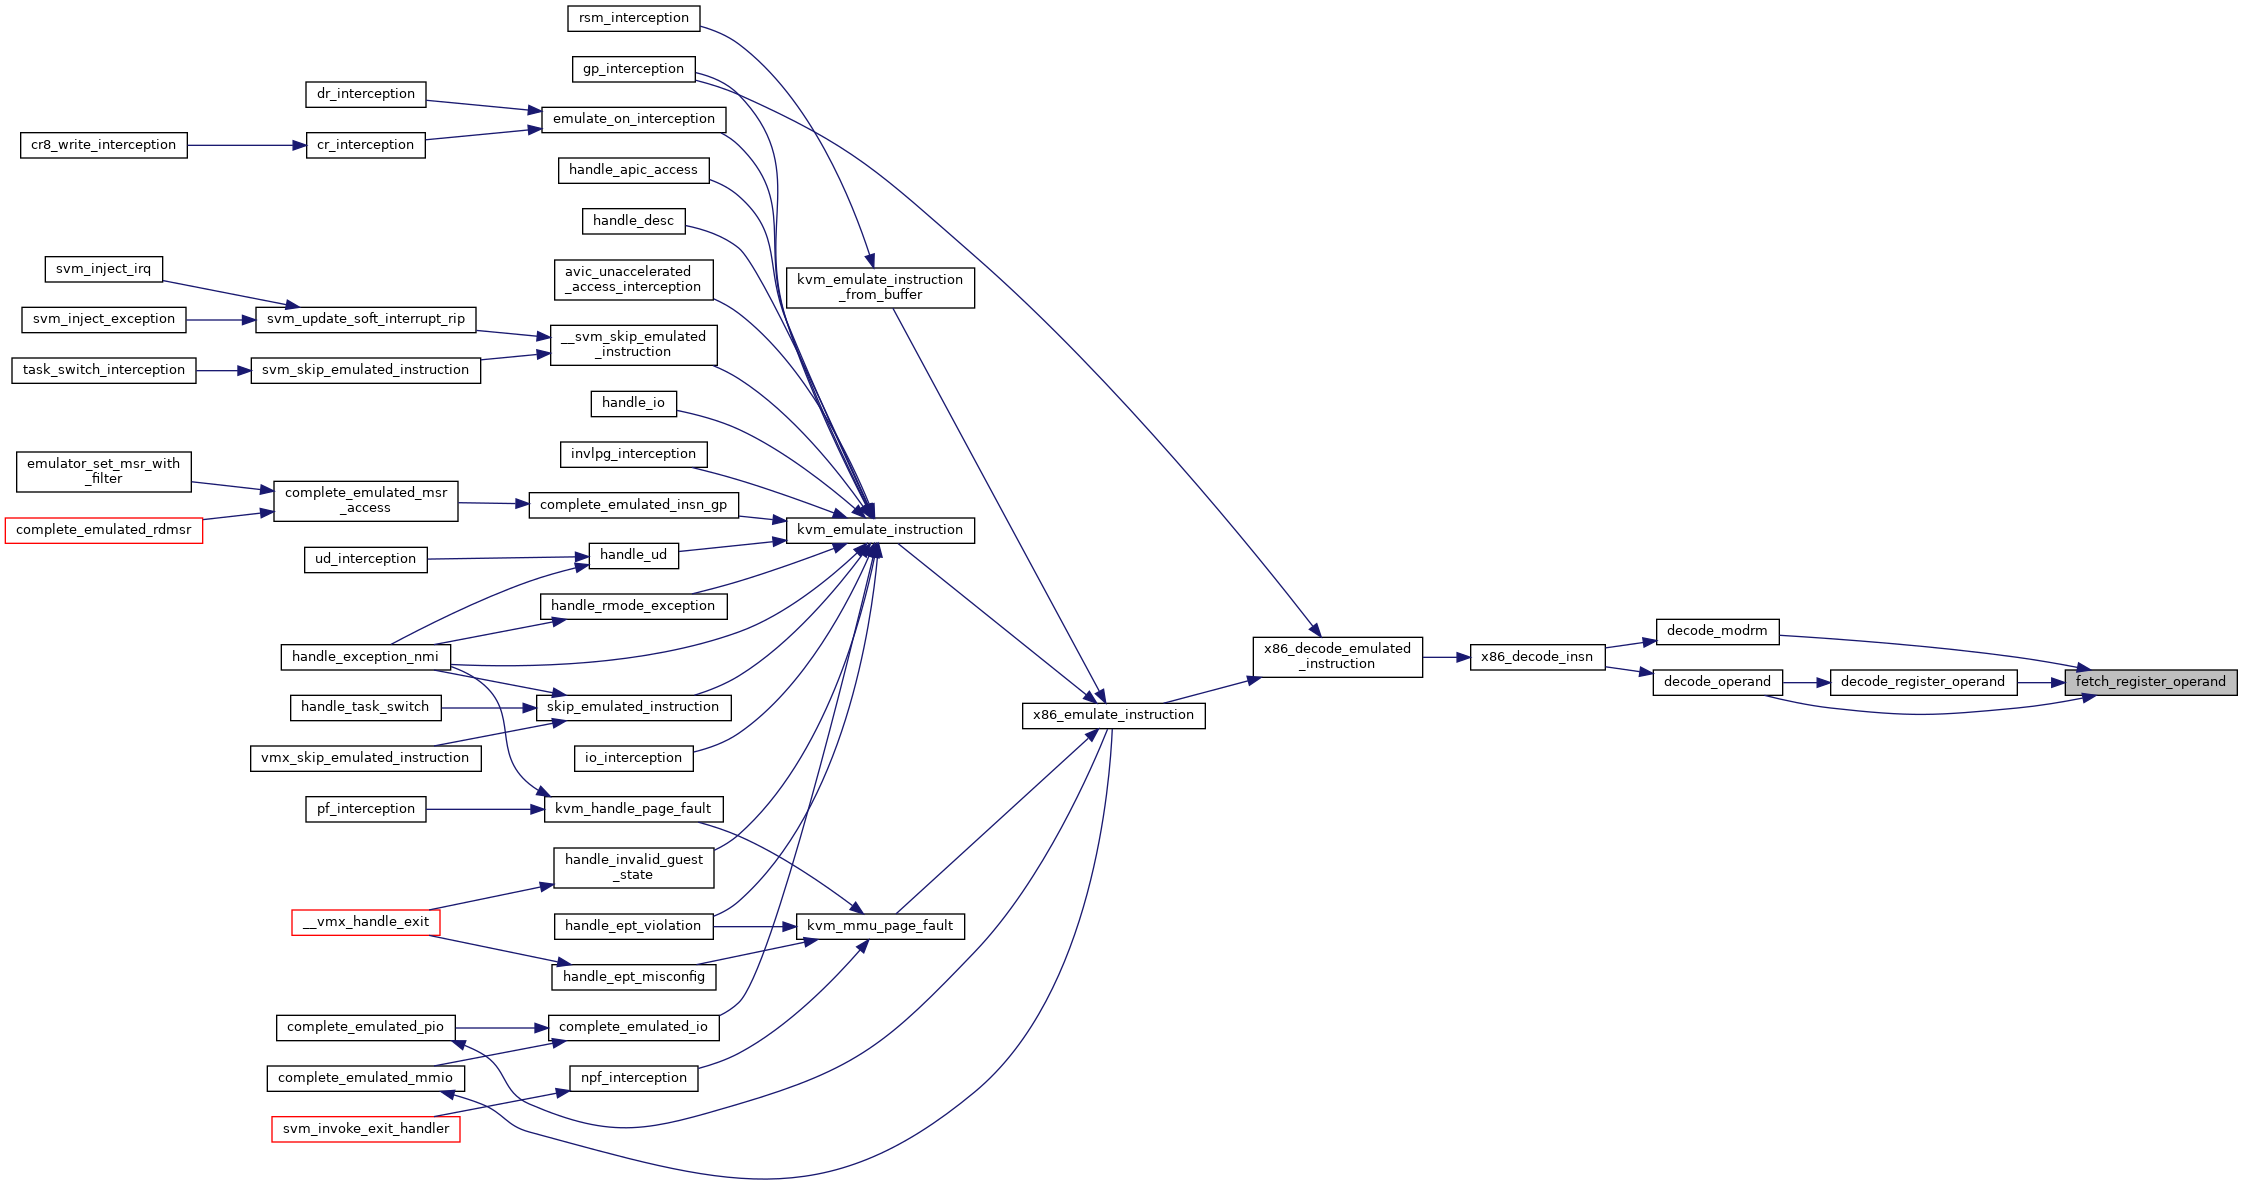 rsm_interception
gp_interception
dr_interception
emulate_on_interception
cr8_write_interception
cr_interception
handle_apic_access
handle_desc
svm_inject_irq
avic_unaccelerated
_access_interception
kvm_emulate_instruction
_from_buffer
svm_inject_exception
svm_update_soft_interrupt_rip
__svm_skip_emulated
_instruction
task_switch_interception
svm_skip_emulated_instruction
handle_io
invlpg_interception
emulator_set_msr_with
_filter
complete_emulated_msr
_access
complete_emulated_insn_gp
complete_emulated_rdmsr
kvm_emulate_instruction
ud_interception
handle_ud
handle_rmode_exception
handle_exception_nmi
x86_decode_emulated
_instruction
x86_decode_insn
decode_modrm
decode_operand
decode_register_operand
fetch_register_operand
handle_task_switch
skip_emulated_instruction
x86_emulate_instruction
vmx_skip_emulated_instruction
io_interception
pf_interception
kvm_handle_page_fault
handle_invalid_guest
_state
__vmx_handle_exit
handle_ept_violation
kvm_mmu_page_fault
handle_ept_misconfig
complete_emulated_pio
complete_emulated_io
complete_emulated_mmio
npf_interception
svm_invoke_exit_handler